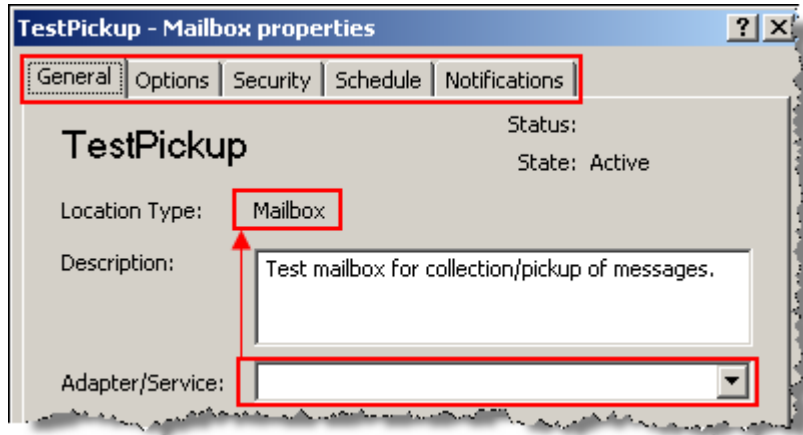 TestPickup - Mailbox properties
? X
General Options Security Schedule Notifications
TestPickup
Status:
State: Active
Location Type: Mailbox
Description: Test mailbox for collection/pickup of messages.
Adapter/Service: